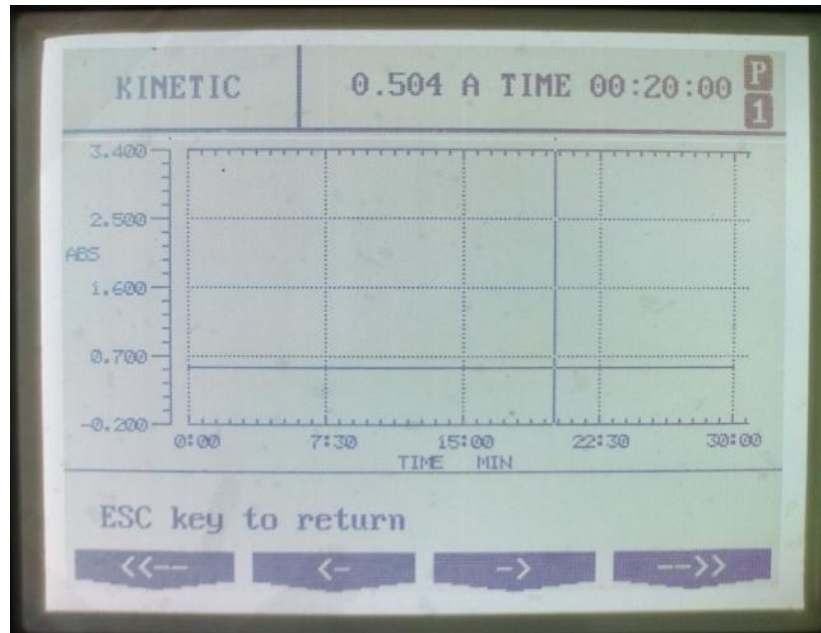 KINETIC 0.504 A TIME 00:20:00 P
1
3.400
2.500
ABS
1.600
0.700
-0.200
0:00 7:30 15:00 22:30 30:00
TIME MIN
ESC key to return
<<-- <- -> -->>